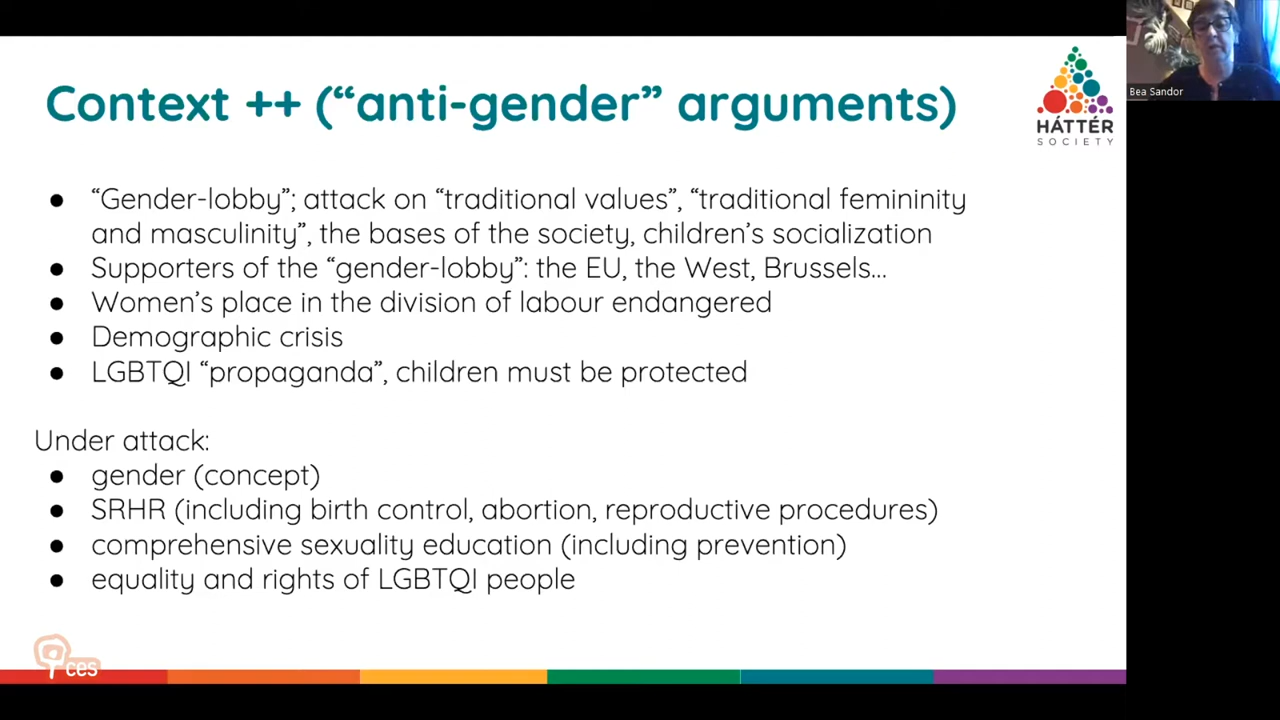 Context ++ (“anti-gender” arguments)
HÁTTÉR
SOCIETY
Bea Sandor
● “Gender-lobby”; attack on “traditional values”, “traditional femininity
and masculinity”, the bases of the society, children’s socialization
● Supporters of the “gender-lobby”: the EU, the West, Brussels...
● Women’s place in the division of labour endangered
● Demographic crisis
● LGBTQI “propaganda”, children must be protected
Under attack:
● gender (concept)
● SRHR (including birth control, abortion, reproductive procedures)
● comprehensive sexuality education (including prevention)
● equality and rights of LGBTQI people
ces